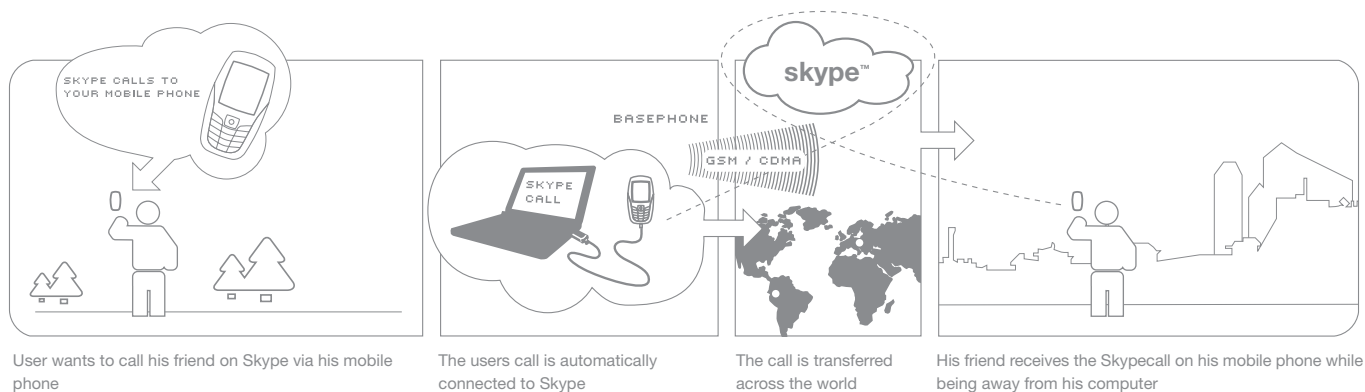 SKYPE CALLS TO
YOUR MOBILE PHONE
BASEPHONE
SKYPE
CALL
GSM / CDMA
skype™
User wants to call his friend on Skype via his mobile
phone
The users call is automatically
connected to Skype
The call is transferred
across the world
His friend receives the Skypecall on his mobile phone while
being away from his computer